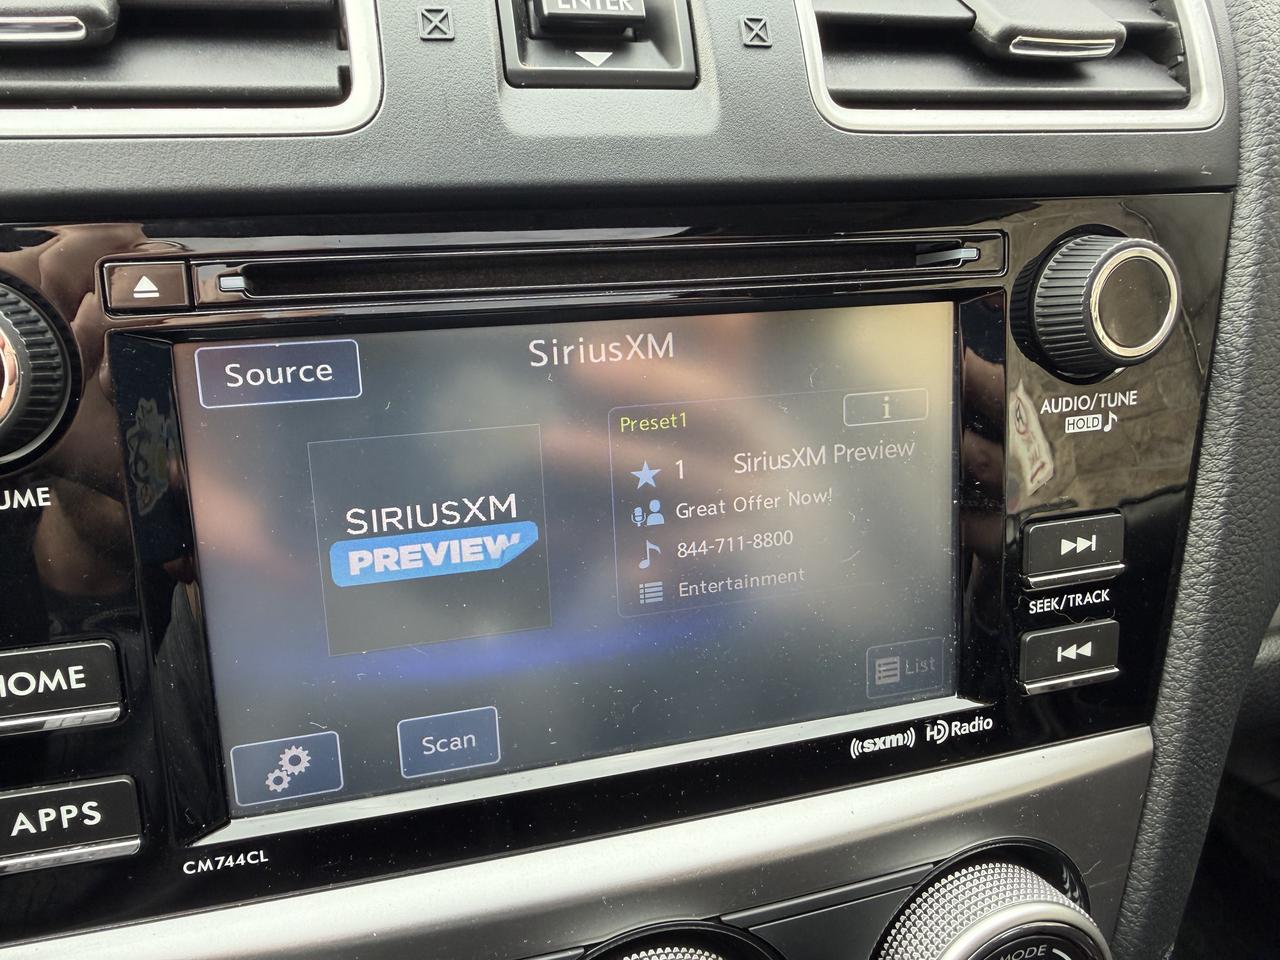 ENTER
Source
SiriusXM
Preset1
i
1 SiriusXM Preview
Great Offer Now!
844-711-8800
Entertainment
SIRIUSXM
PREVIEW
List
Scan
AUDIO/TUNE
HOLD
SEEK/TRACK
UME
HOME
APPS
CM744CL
((sxm)) HD Radio
MODE